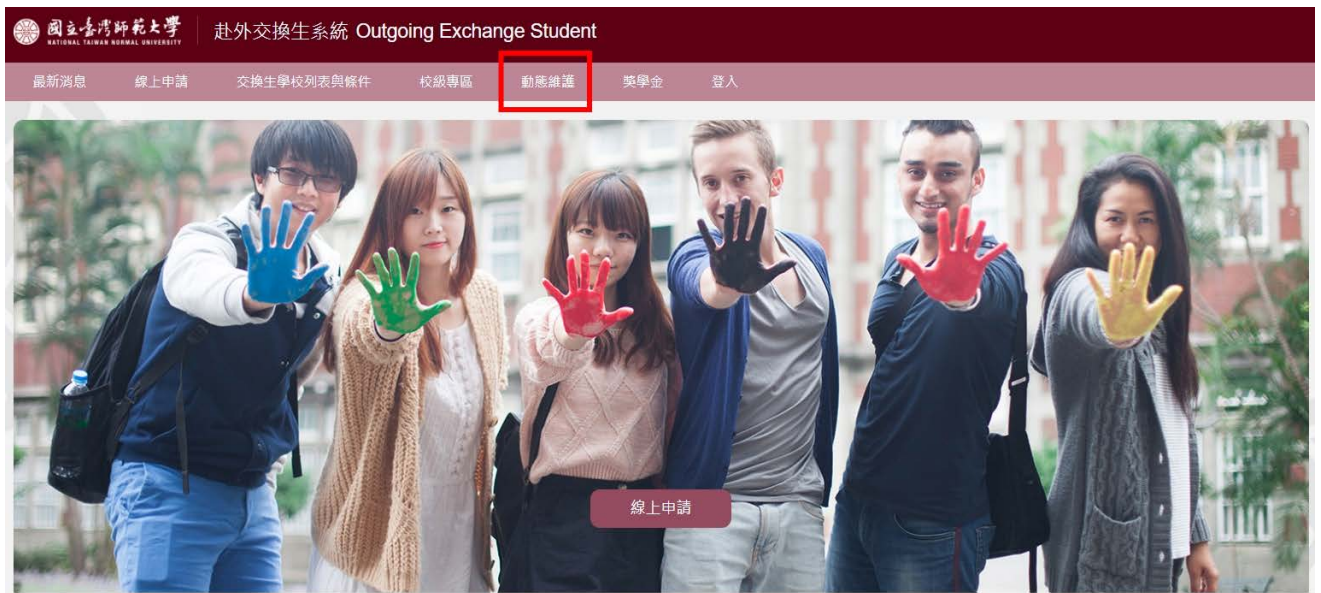 國立臺灣師範大學
NATIONAL TAIWAN NORMAL UNIVERSITY
赴外交換生系統 Outgoing Exchange Student
最新消息 線上申請 交換生學校列表與條件 校級專區 動態維護 獎學金 登入
線上申請